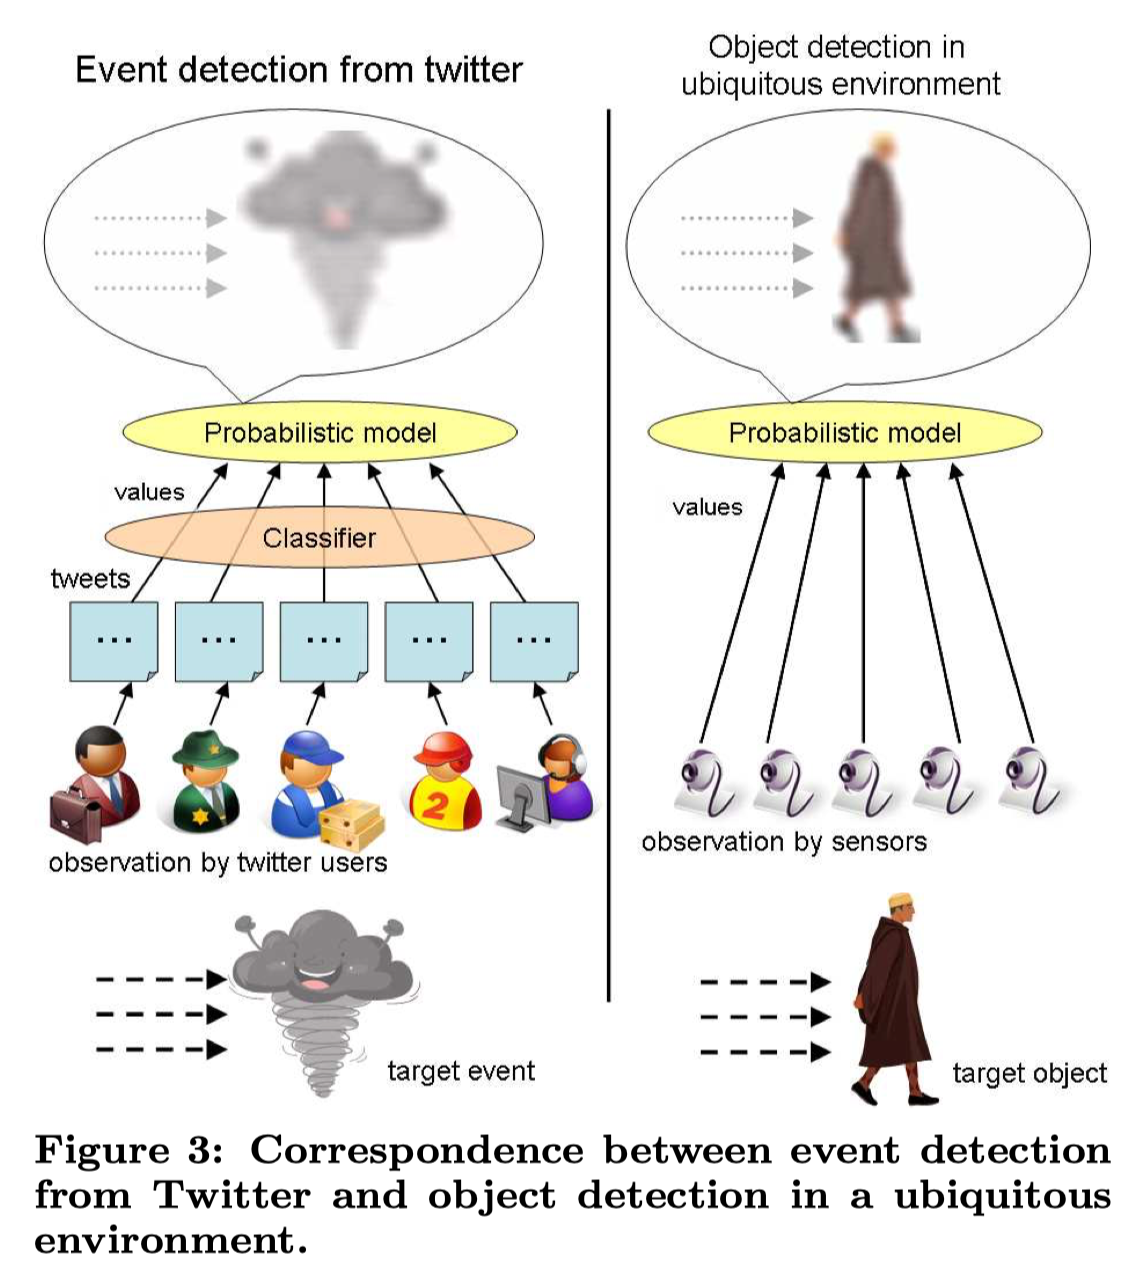 Event detection from twitter
Probabilistic model
values
Classifier
tweets
... ... ... ... ...
2
observation by twitter users
target event
Object detection in
ubiquitous environment
Probabilistic model
values
observation by sensors
target object
Figure 3: Correspondence between event detection
from Twitter and object detection in a ubiquitous
environment.